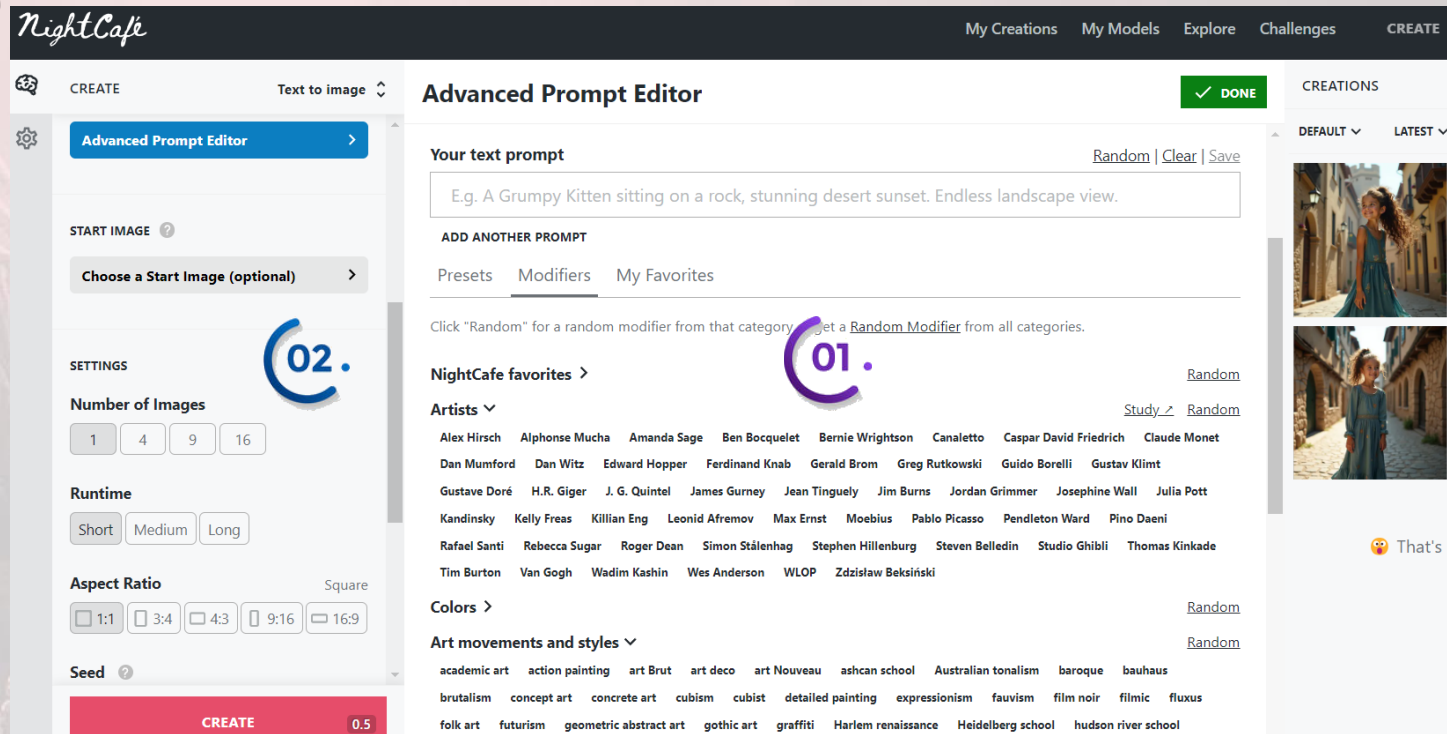 NightCafé
My Creations My Models Explore Challenges CREATE
CREATE Text to image
Advanced Prompt Editor
START IMAGE ?
Choose a Start Image (optional)
02.
SETTINGS
Number of Images
1 4 9 16
Runtime
Short Medium Long
Aspect Ratio Square
1:1 3:4 4:3 9:16 16:9
Seed ?
CREATE 0.5
Advanced Prompt Editor
DONE
Your text prompt Random | Clear | Save
E.g. A Grumpy Kitten sitting on a rock, stunning desert sunset. Endless landscape view.
ADD ANOTHER PROMPT
Presets Modifiers My Favorites
Click "Random" for a random modifier from that category, get a Random Modifier from all categories.
01.
NightCafe favorites Random
Artists Study ↗ Random
Alex Hirsch Alphonse Mucha Amanda Sage Ben Bocquelet Bernie Wrightson Canaletto Caspar David Friedrich Claude Monet
Dan Mumford Dan Witz Edward Hopper Ferdinand Knab Gerald Brom Greg Rutkowski Guido Borelli Gustav Klimt
Gustave Doré H.R. Giger J. G. Quintel James Gurney Jean Tinguely Jim Burns Jordan Grimmer Josephine Wall Julia Pott
Kandinsky Kelly Freas Killian Eng Leonid Afremov Max Ernst Moebius Pablo Picasso Pendleton Ward Pino Daeni
Rafael Santi Rebecca Sugar Roger Dean Simon Stålenhag Stephen Hillenburg Steven Belledin Studio Ghibli Thomas Kinkade
Tim Burton Van Gogh Wadim Kashin Wes Anderson WLOP Zdzisław Beksiński
Colors Random
Art movements and styles Random
academic art action painting art Brut art deco art Nouveau ashcan school Australian tonalism baroque bauhaus
brutalism concept art concrete art cubism cubist detailed painting expressionism fauvism film noir filmic fluxus
folk art futurism geometric abstract art gothic art graffiti Harlem renaissance Heidelberg school hudson river school
CREATIONS
DEFAULT LATEST
That's